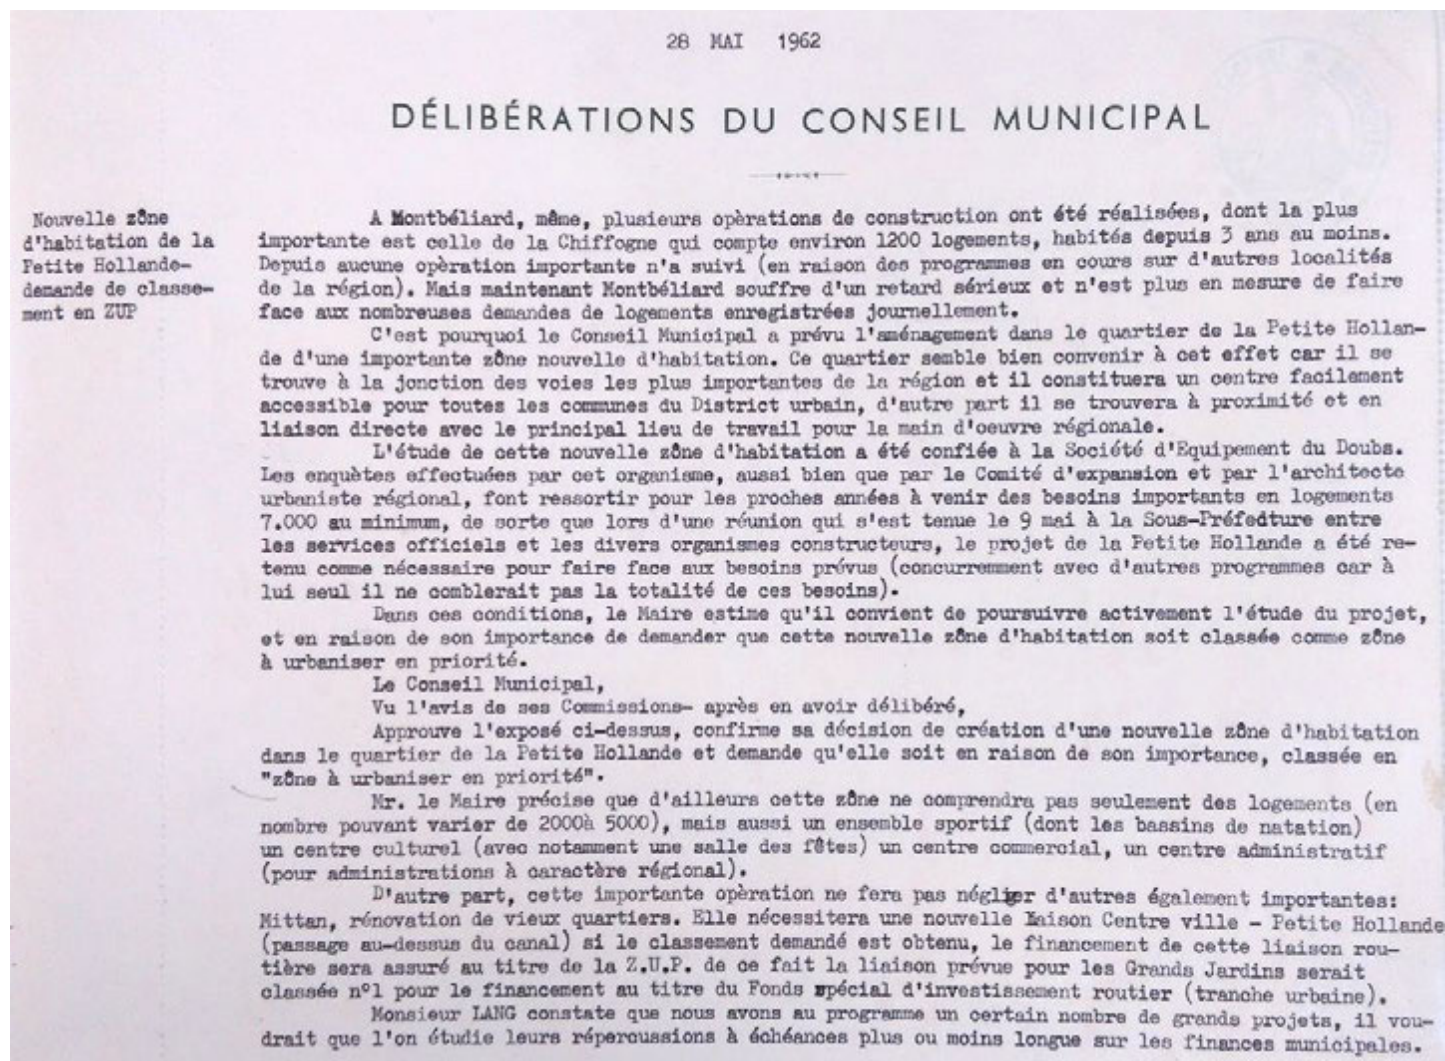 28 MAI 1962
DÉLIBÉRATIONS DU CONSEIL MUNICIPAL
Nouvelle zône
d'habitation de la
Petite Hollande-
demande de classe-
ment en ZUP
A Montbéliard, même, plusieurs opèrations de construction ont été réalisées, dont la plus
importante est celle de la Chiffogne qui compte environ 1200 logements, habités depuis 3 ans au moins.
Depuis aucune opèration importante n'a suivi (en raison des programmes en cours sur d'autres localités
de la région). Mais maintenant Montbéliard souffre d'un retard sérieux et n'est plus en mesure de faire
face aux nombreuses demandes de logements enregistrées journellement.
C'est pourquoi le Conseil Municipal a prévu l'aménagement dans le quartier de la Petite Hollan-
de d'une importante zône nouvelle d'habitation. Ce quartier semble bien convenir à cet effet car il se
trouve à la jonction des voies les plus importantes de la région et il constituera un centre facilement
accessible pour toutes les communes du District urbain, d'autre part il se trouvera à proximité et en
liaison directe avec le principal lieu de travail pour la main d'oeuvre régionale.
L'étude de cette nouvelle zône d'habitation a été confiée à la Société d'Equipement du Doubs.
Les enquètes effectuées par cet organisme, aussi bien que par le Comité d'expansion et par l'architecte
urbaniste régional, font ressortir pour les proches années à venir des besoins importants en logements
7.000 au minimum, de sorte que lors d'une réunion qui s'est tenue le 9 mai à la Sous-Préfedture entre
les services officiels et les divers organismes constructeurs, le projet de la Petite Hollande a été re-
tenu comme nécessaire pour faire face aux besoins prévus (concurremment avec d'autres programmes car à
lui seul il ne comblerait pas la totalité de ces besoins).
Dans ces conditions, le Maire estime qu'il convient de poursuivre activement l'étude du projet,
et en raison de son importance de demander que cette nouvelle zône d'habitation soit classée comme zône
à urbaniser en priorité.
Le Conseil Municipal,
Vu l'avis de ses Commissions- après en avoir délibéré,
Approuve l'exposé ci-dessus, confirme sa décision de création d'une nouvelle zône d'habitation
dans le quartier de la Petite Hollande et demande qu'elle soit en raison de son importance, classée en
"zône à urbaniser en priorité".
Mr. le Maire précise que d'ailleurs cette zône ne comprendra pas seulement des logements (en
nombre pouvant varier de 2000à 5000), mais aussi un ensemble sportif (dont les bassins de natation)
un centre culturel (avec notamment une salle des fêtes) un centre commercial, un centre administratif
(pour administrations à caractère régional).
D'autre part, cette importante opèration ne fera pas négliger d'autres également importantes:
Mittan, rénovation de vieux quartiers. Elle nécessitera une nouvelle liaison Centre ville - Petite Hollande
(passage au-dessus du canal) si le classement demandé est obtenu, le financement de cette liaison rou-
tière sera assuré au titre de la Z.U.P. de ce fait la liaison prévue pour les Grands Jardins serait
classée n°1 pour le financement au titre du Fonds spécial d'investissement routier (tranche urbaine).
Monsieur LANG constate que nous avons au programme un certain nombre de grands projets, il vou-
drait que l'on étudie leurs répercussions à échéances plus ou moins longue sur les finances municipales.